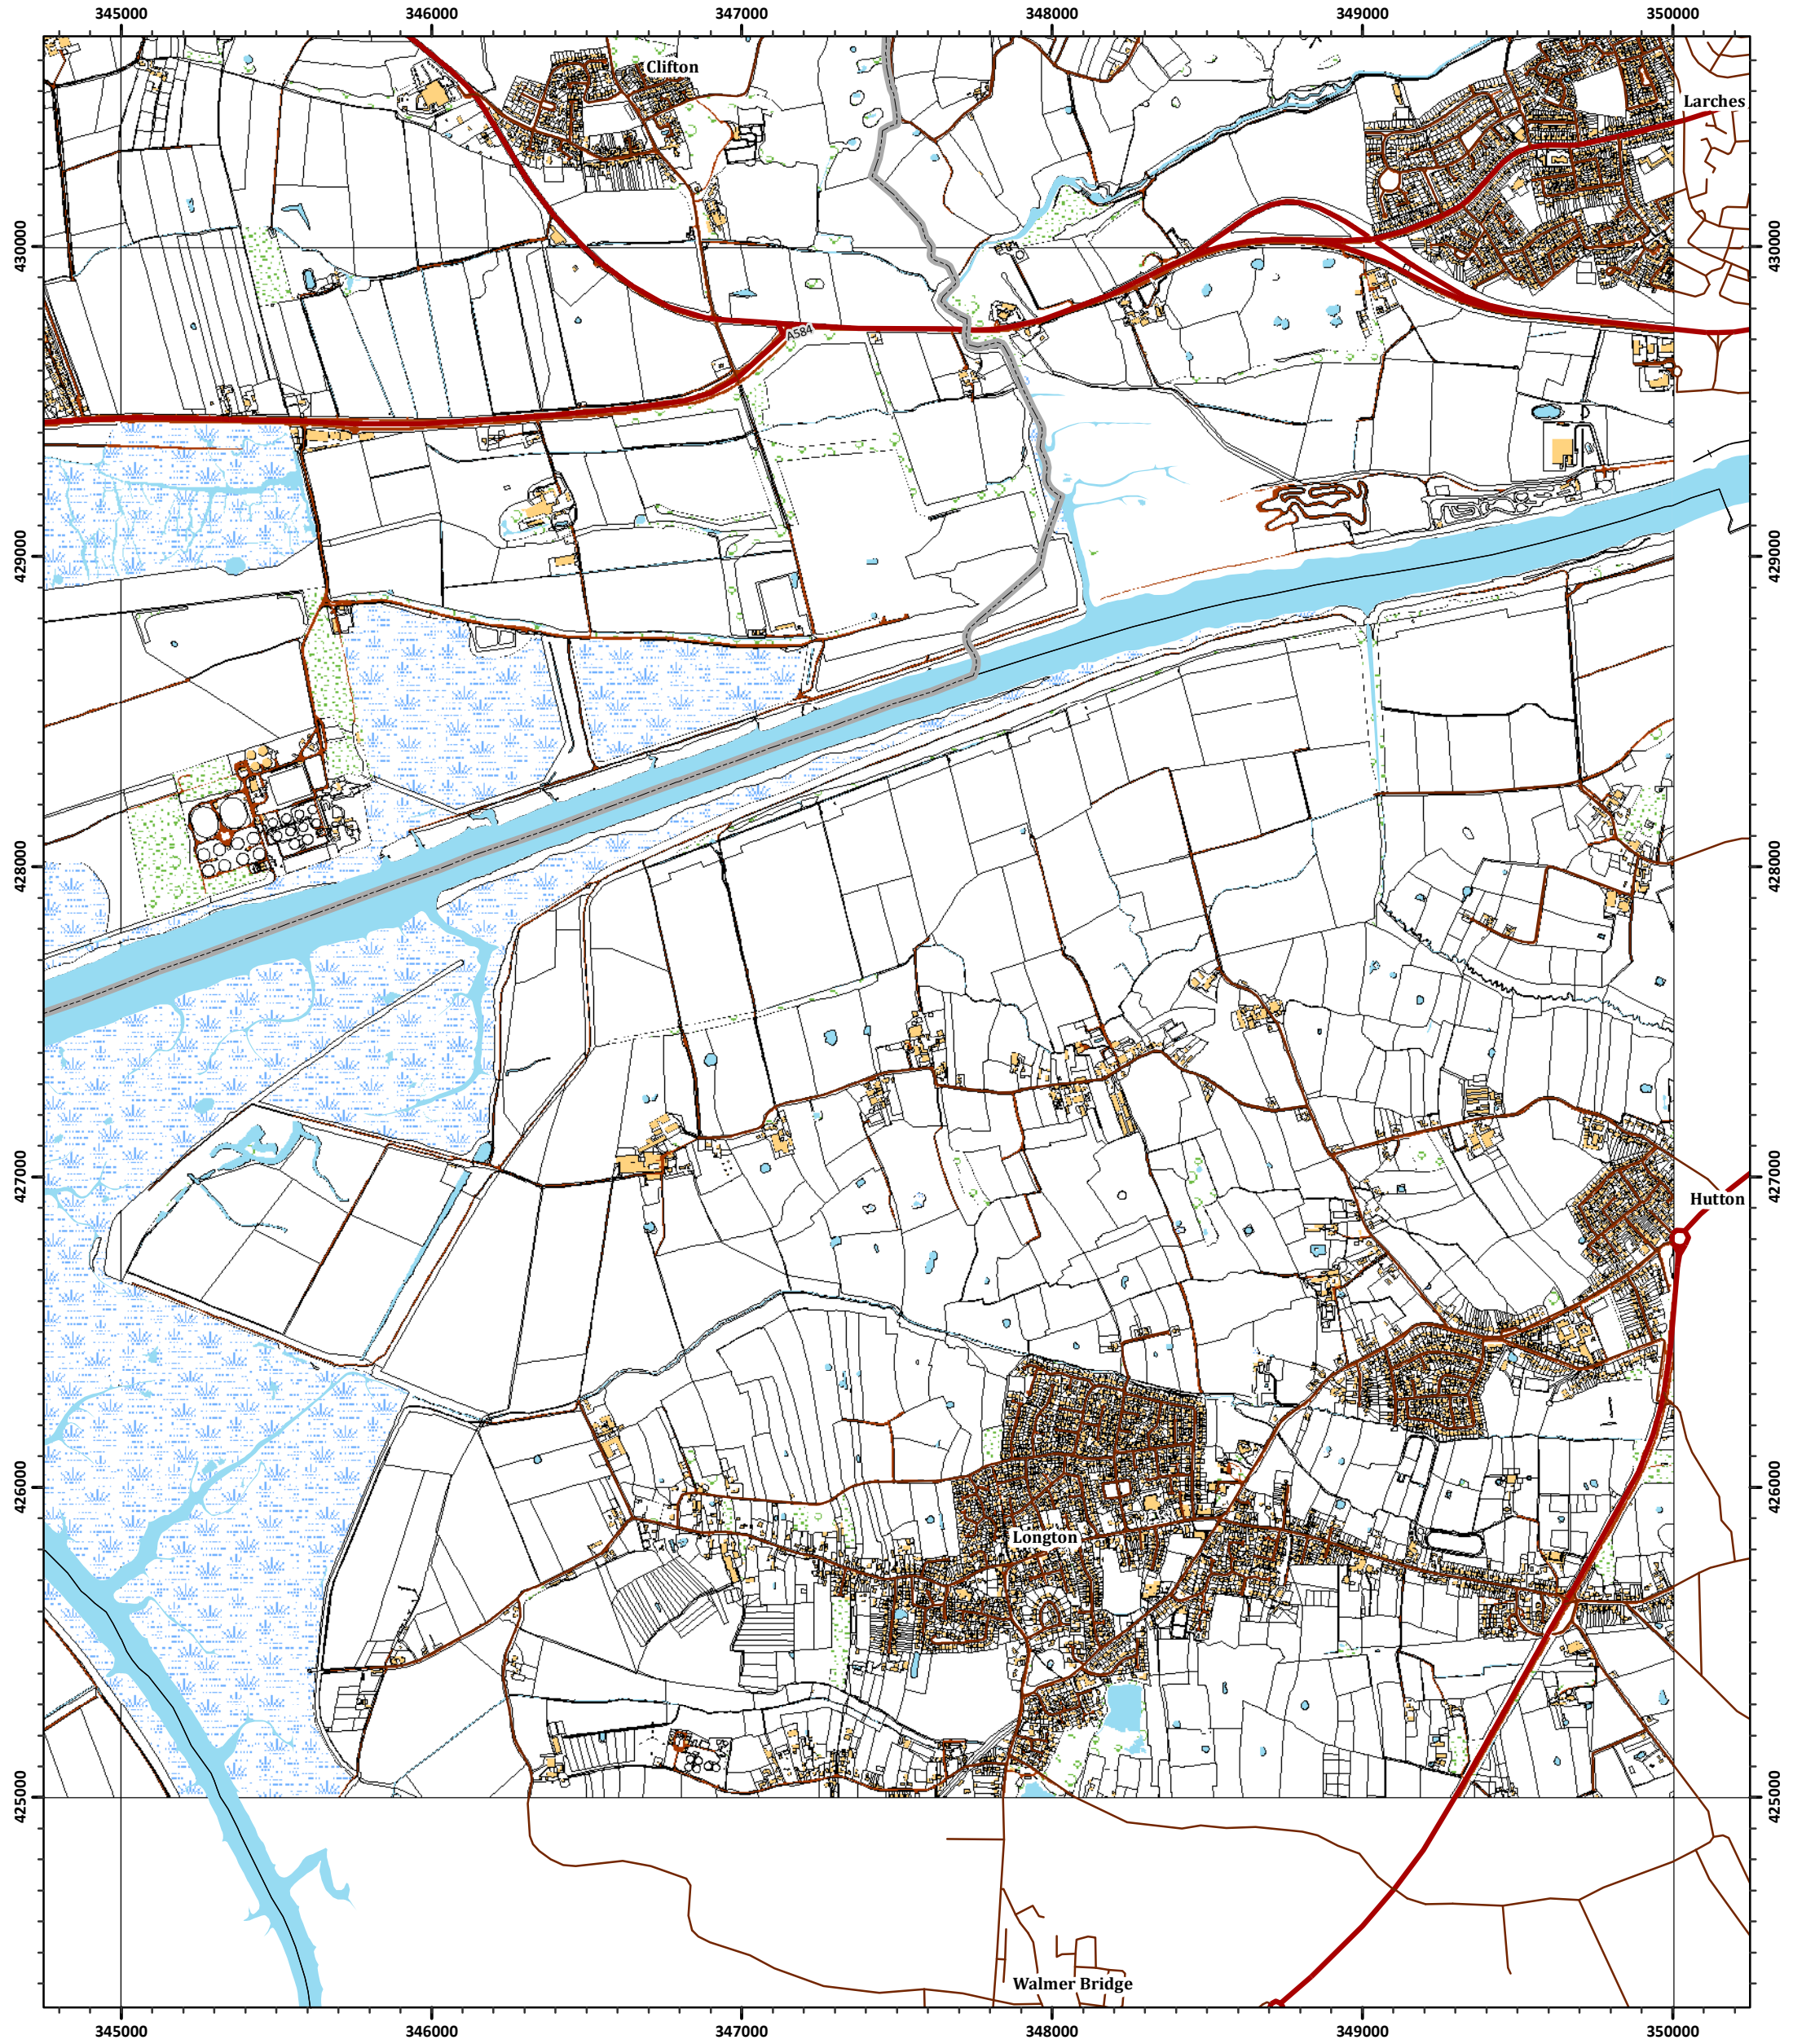 345000 346000 347000 348000 349000 350000
Clifton
Larches
430000 430000
A584
429000 429000
428000 428000
427000 427000
Hutton
426000 426000
Longton
425000 425000
Walmer Bridge
345000 346000 347000 348000 349000 350000